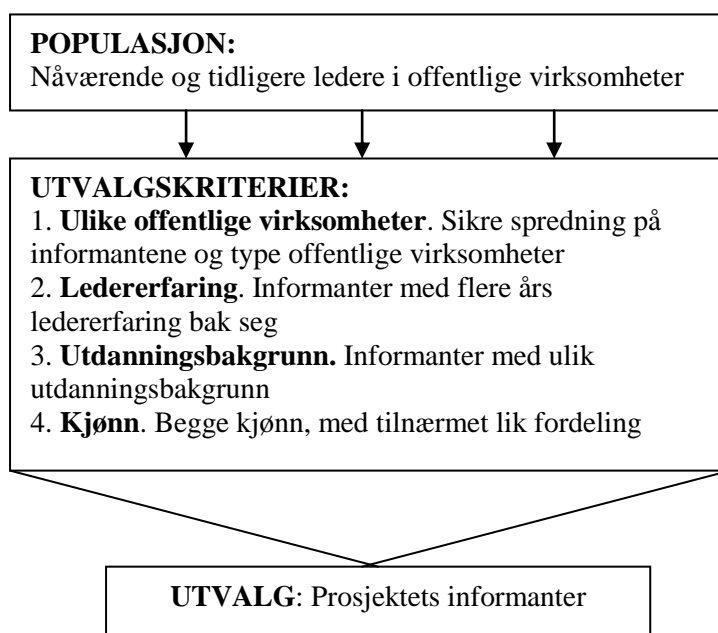 POPULASJON:
Nåværende og tidligere ledere i offentlige virksomheter
UTVALGSKRITERIER:
1. Ulike offentlige virksomheter. Sikre spredning på
informantene og type offentlige virksomheter
2. Ledererfaring. Informanter med flere års
ledererfaring bak seg
3. Utdanningsbakgrunn. Informanter med ulik
utdanningsbakgrunn
4. Kjønn. Begge kjønn, med tilnærmet lik fordeling
UTVALG: Prosjektets informanter